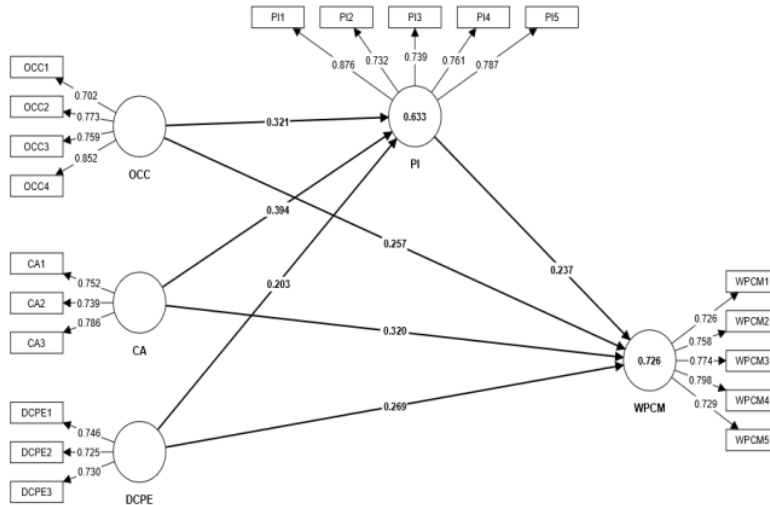 PI1
PI2
PI3
PI4
PI5
0.876
0.732
0.739
0.761
0.787
0.633
PI
OCC1
OCC2
OCC3
OCC4
0.702
0.773
0.759
0.852
OCC
0.321
0.394
0.203
0.257
0.237
CA1
CA2
CA3
0.752
0.739
0.786
CA
0.320
0.269
DCPE1
DCPE2
DCPE3
0.746
0.725
0.730
DCPE
0.726
WPCM
0.726
0.758
0.774
0.798
0.729
WPCM1
WPCM2
WPCM3
WPCM4
WPCM5